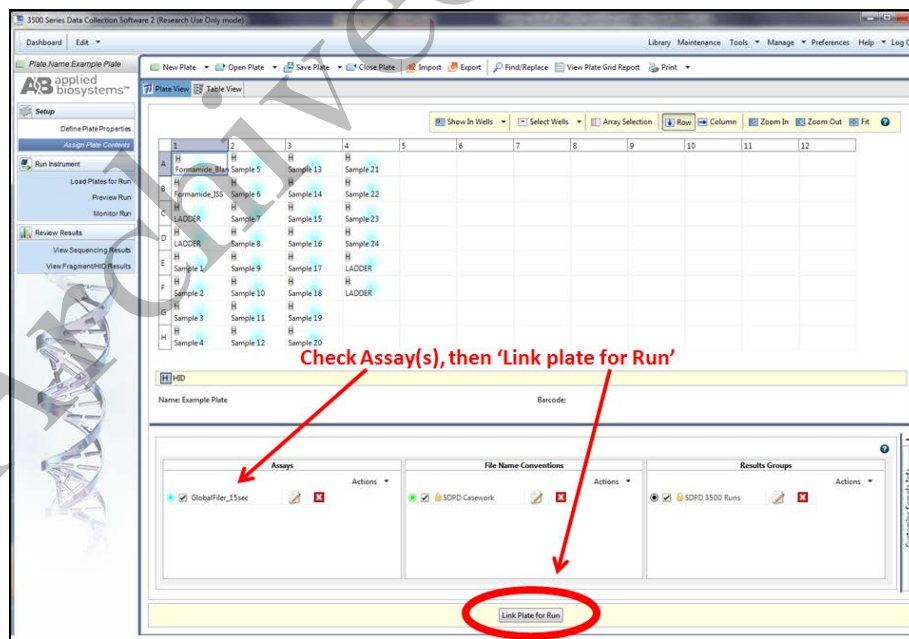 3500 Series Data Collection Software 2 (Research Use Only mode)
Dashboard Edit Library Maintenance Tools Manage Preferences Help Log O
Plate Name:Example Plate
New Plate Open Plate Save Plate Close Plate Import Export Find/Replace View Plate Grid Report Print
AB applied biosystems™
Plate View Table View
Setup
Define Plate Properties
Assign Plate Contents
Run Instrument
Load Plates for Run
Preview Run
Monitor Run
Review Results
View Sequencing Results
View Fragment/HID Results
Show In Wells Select Wells Array Selection Row Column Zoom In Zoom Out Fit
1 2 3 4 5 6 7 8 9 10 11 12
H H H H
A Formamide_Blan Sample 5 Sample 13 Sample 21
H H H H
B Formamide_ISS Sample 6 Sample 14 Sample 22
H H H H
C LADDER Sample 7 Sample 15 Sample 23
H H H H
D LADDER Sample 8 Sample 16 Sample 24
H H H H
E Sample 1 Sample 9 Sample 17 LADDER
H H H H
F Sample 2 Sample 10 Sample 18 LADDER
H H H
G Sample 3 Sample 11 Sample 19
H H H
H Sample 4 Sample 12 Sample 20
Check Assay(s), then ‘Link plate for Run’
H HID
Name: Example Plate Barcode:
Assays File Name Conventions Results Groups
Actions Actions Actions
GlobalFiler_15sec SDPD Casework SDPD 3500 Runs
Link Plate for Run
Archived